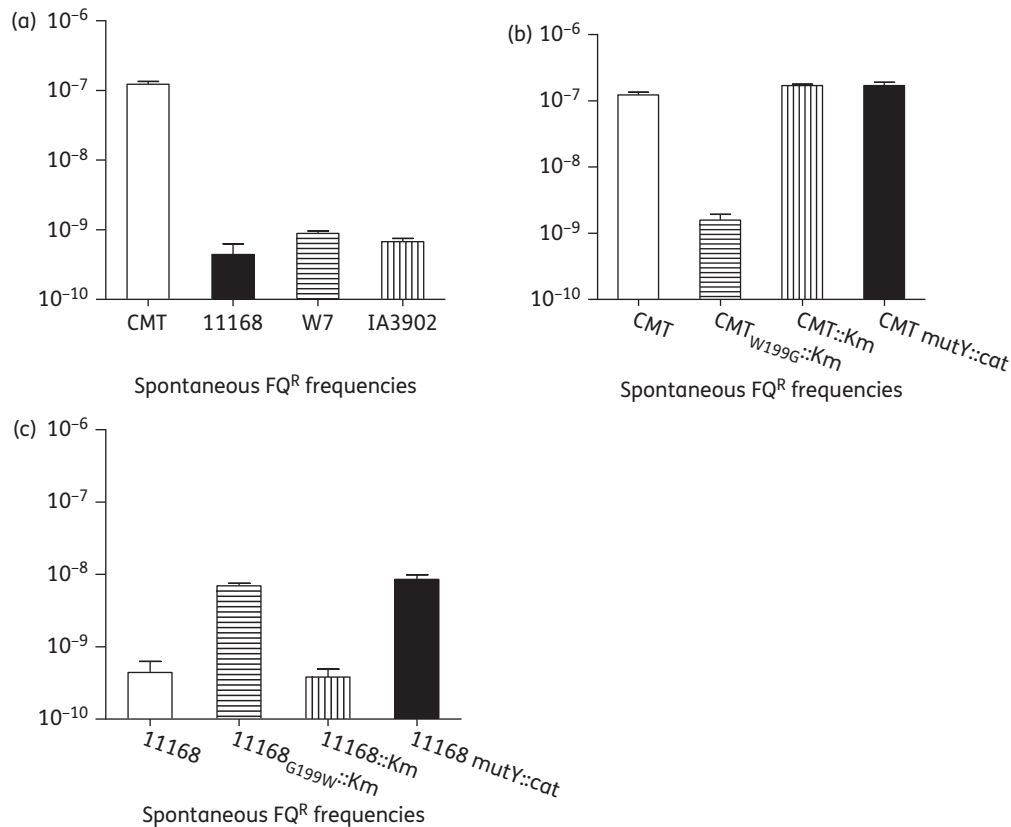 (a)
10⁻⁶
10⁻⁷
10⁻⁸
10⁻⁹
10⁻¹⁰
CMT 11168 W7 IA3902
Spontaneous FQᴿ frequencies
(b)
10⁻⁶
10⁻⁷
10⁻⁸
10⁻⁹
10⁻¹⁰
CMT
CMT_W199G::Km
CMT::Km
CMT mutY::cat
Spontaneous FQᴿ frequencies
(c)
10⁻⁶
10⁻⁷
10⁻⁸
10⁻⁹
10⁻¹⁰
11168
11168_G199W::Km
11168::Km
11168 mutY::cat
Spontaneous FQᴿ frequencies